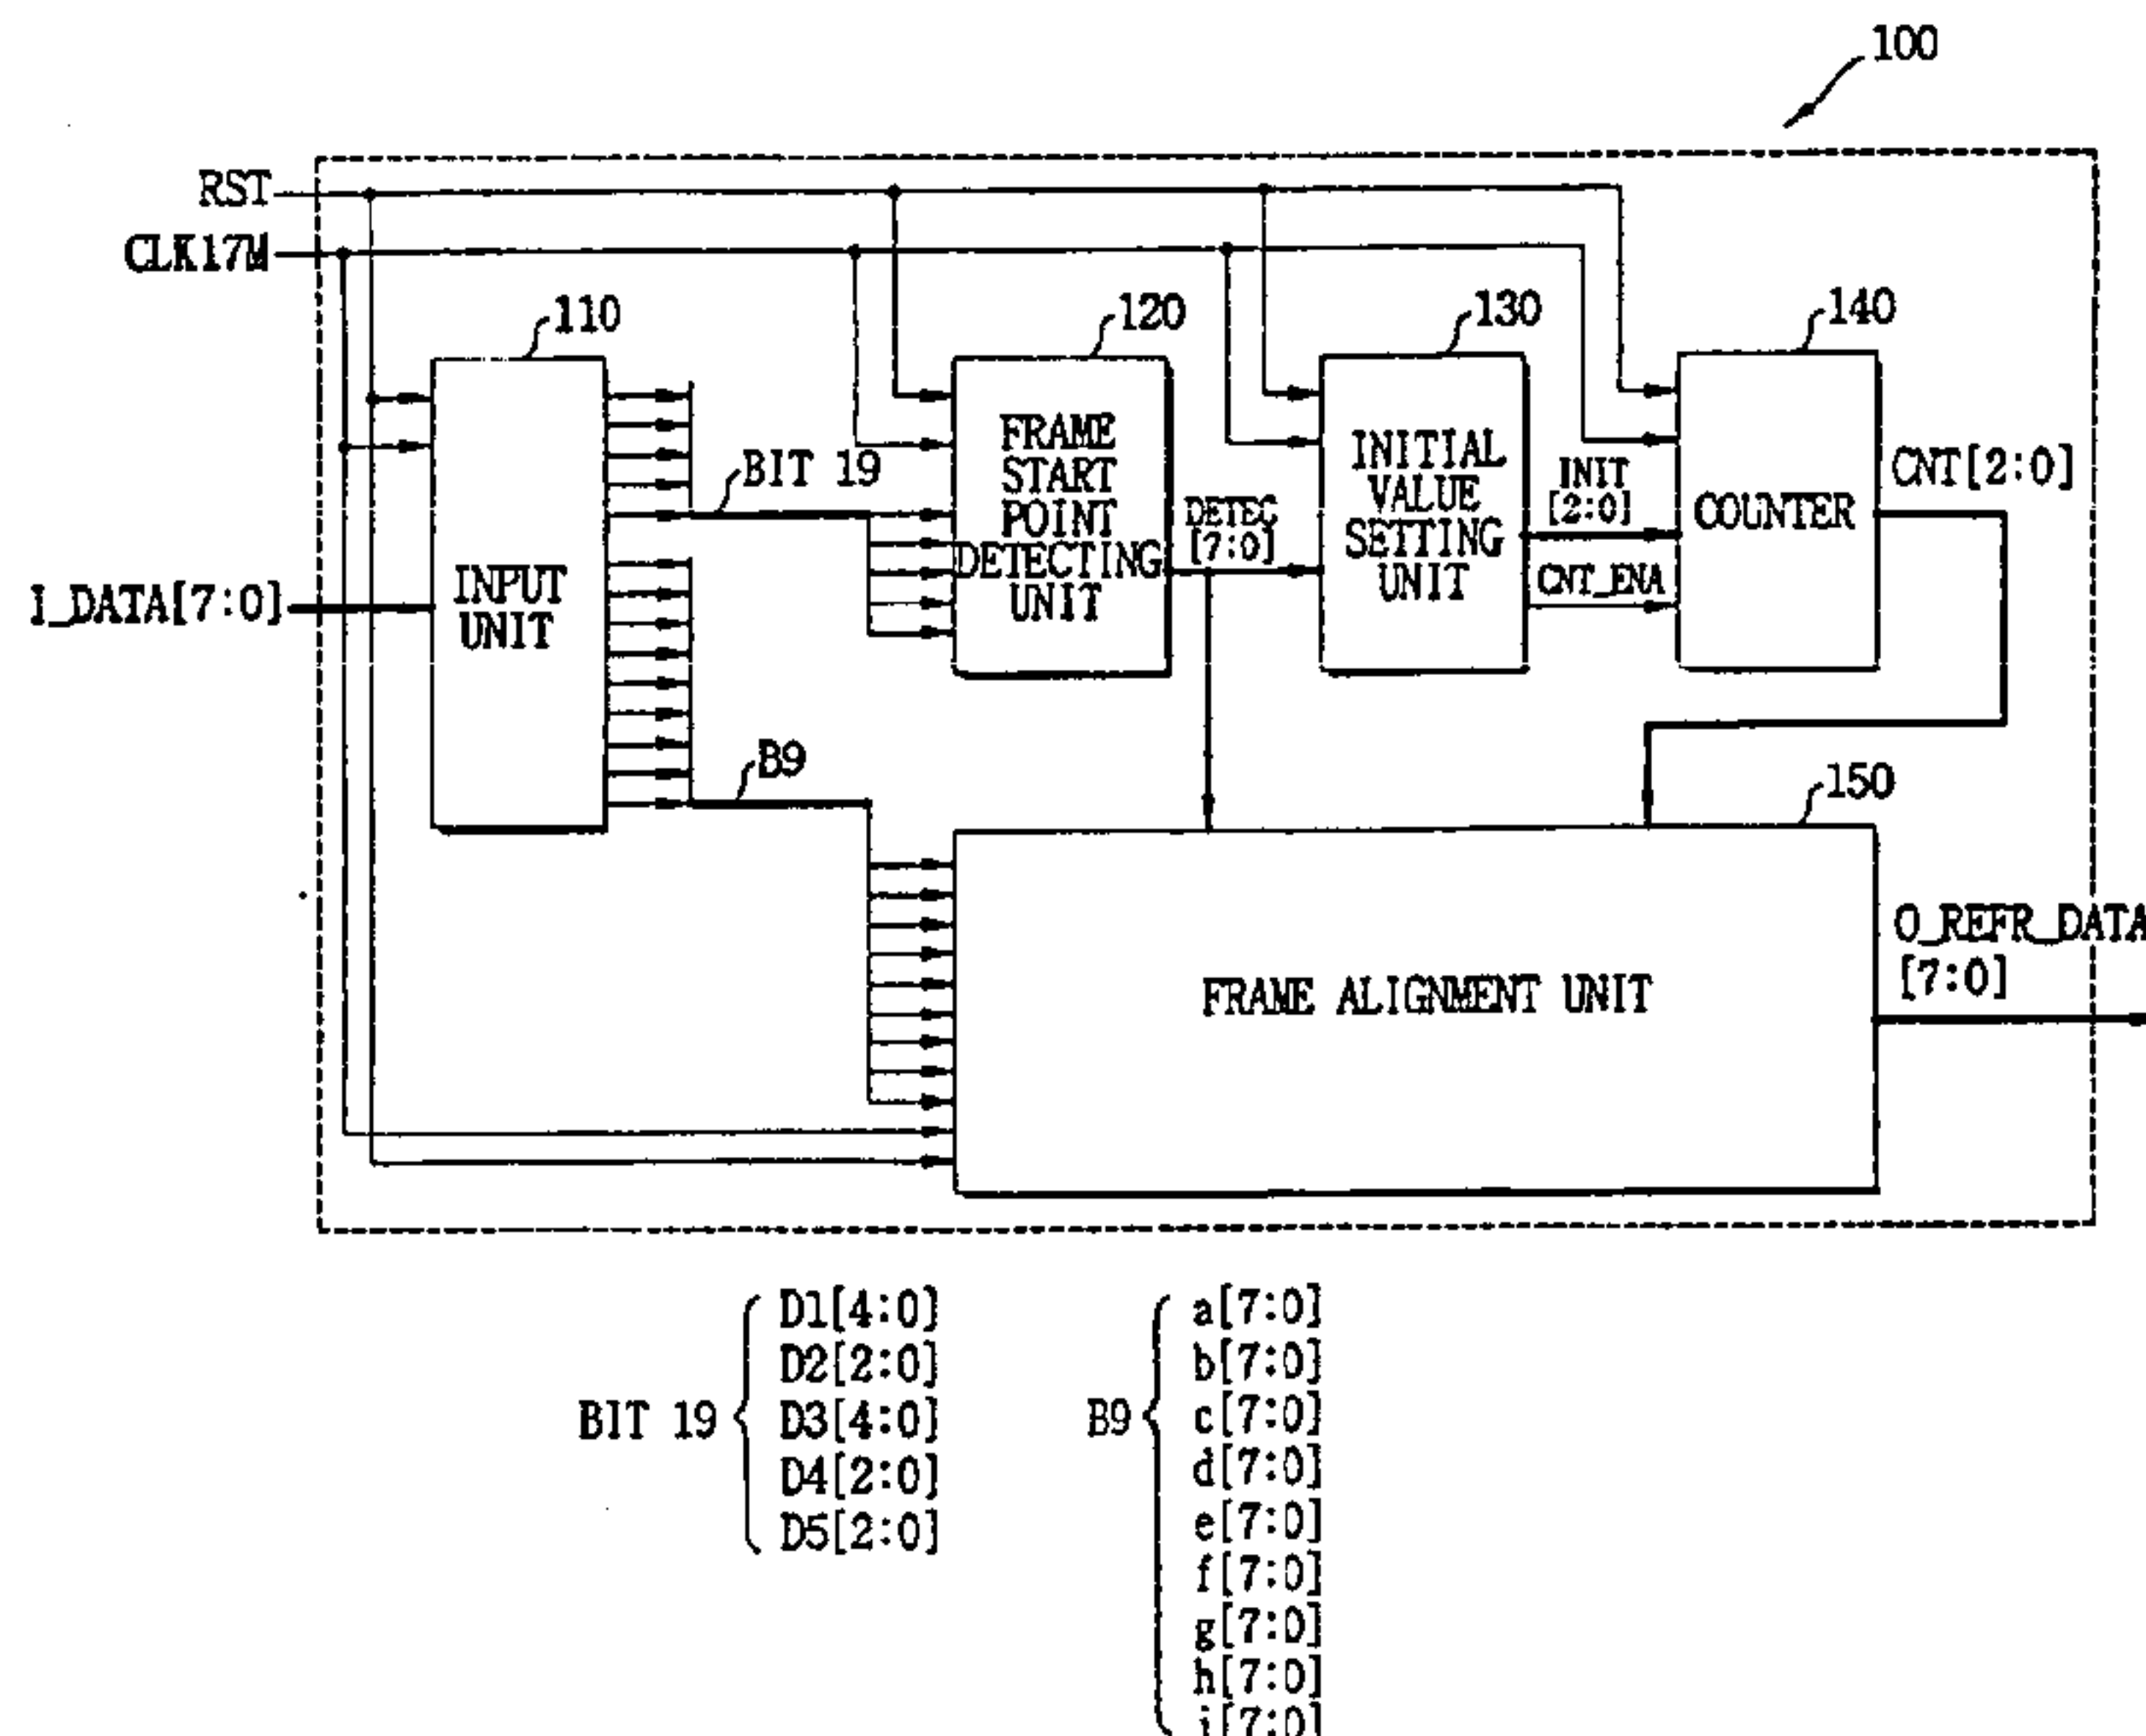 100
RST
CLK17M
110
120
130
140
BIT 19
FRAME
START
POINT
DETECTING
UNIT
INITIAL
VALUE
SETTING
UNIT
INIT
[2:0]
CNT_ENA
COUNTER
CNT[2:0]
DETEC
[7:0]
I_DATA[7:0]
INPUT
UNIT
B9
150
FRAME ALIGNMENT UNIT
O_REFR_DATA
[7:0]
BIT 19
D1[4:0]
D2[2:0]
D3[4:0]
D4[2:0]
D5[2:0]
B9
a[7:0]
b[7:0]
c[7:0]
d[7:0]
e[7:0]
f[7:0]
g[7:0]
h[7:0]
i[7:0]